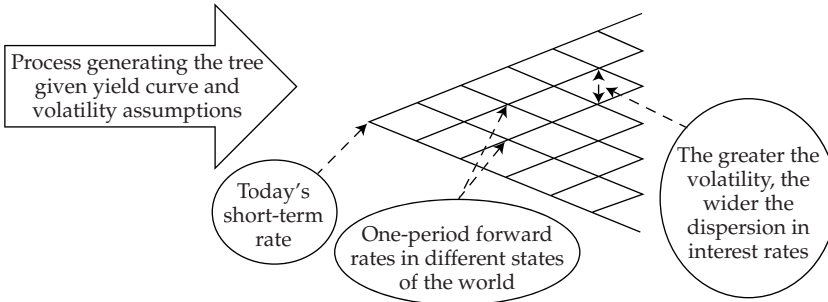 Process generating the tree
given yield curve and
volatility assumptions
Today's
short-term
rate
One-period forward
rates in different states
of the world
The greater the
volatility, the
wider the
dispersion in
interest rates